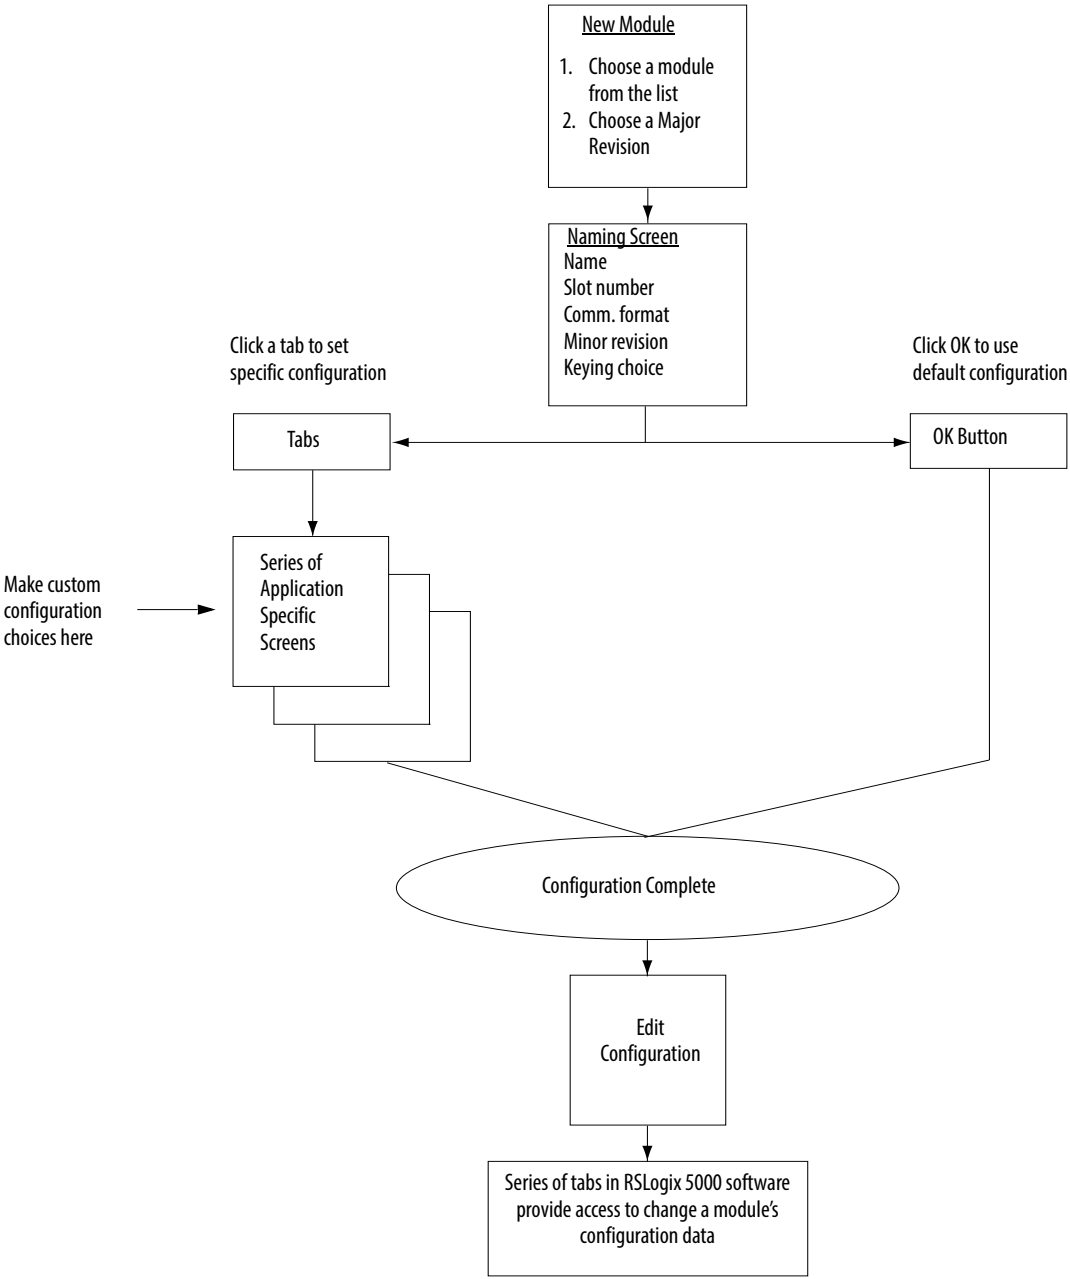 New Module
1. Choose a module
from the list
2. Choose a Major
Revision
Naming Screen
Name
Slot number
Comm. format
Minor revision
Keying choice
Click a tab to set
specific configuration
Click OK to use
default configuration
Tabs
OK Button
Series of
Application
Specific
Screens
Make custom
configuration
choices here
Configuration Complete
Edit
Configuration
Series of tabs in RSLogix 5000 software
provide access to change a module's
configuration data